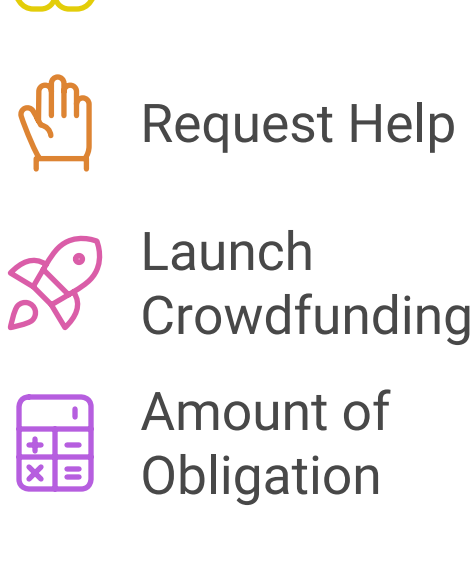 Request Help
Launch
Crowdfunding
Amount of
Obligation